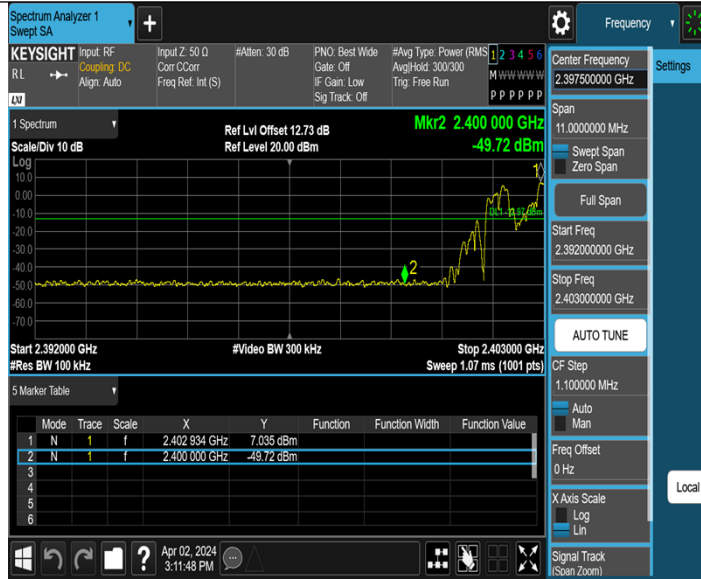 Spectrum Analyzer 1
Swept SA
Frequency
KEYSIGHT
RL
LXI
Input: RF
Coupling: DC
Align: Auto
Input Z: 50 Ω
Corr CCorr
Freq Ref: Int (S)
#Atten: 30 dB
PNO: Best Wide
Gate: Off
IF Gain: Low
Sig Track: Off
#Avg Type: Power (RMS
Avg|Hold: 300/300
Trig: Free Run
1 2 3 4 5 6
M W W W W W
P P P P P P
1 Spectrum
Scale/Div 10 dB
Ref Lvl Offset 12.73 dB
Ref Level 20.00 dBm
Mkr2 2.400 000 GHz
-49.72 dBm
Log
10.0
0.00
-10.0
-20.0
-30.0
-40.0
-50.0
-60.0
-70.0
1
2
Start 2.392000 GHz
#Res BW 100 kHz
#Video BW 300 kHz
Stop 2.403000 GHz
Sweep 1.07 ms (1001 pts)
5 Marker Table
Mode Trace Scale X Y Function Function Width Function Value
1 N 1 f 2.402 934 GHz 7.035 dBm
2 N 1 f 2.400 000 GHz -49.72 dBm
3
4
5
6
Apr 02, 2024
3:11:48 PM
Center Frequency
2.397500000 GHz
Span
11.0000000 MHz
Swept Span
Zero Span
Full Span
Start Freq
2.392000000 GHz
Stop Freq
2.403000000 GHz
AUTO TUNE
CF Step
1.100000 MHz
Auto
Man
Freq Offset
0 Hz
X Axis Scale
Log
Lin
Signal Track
(Span Zoom)
Settings
Local